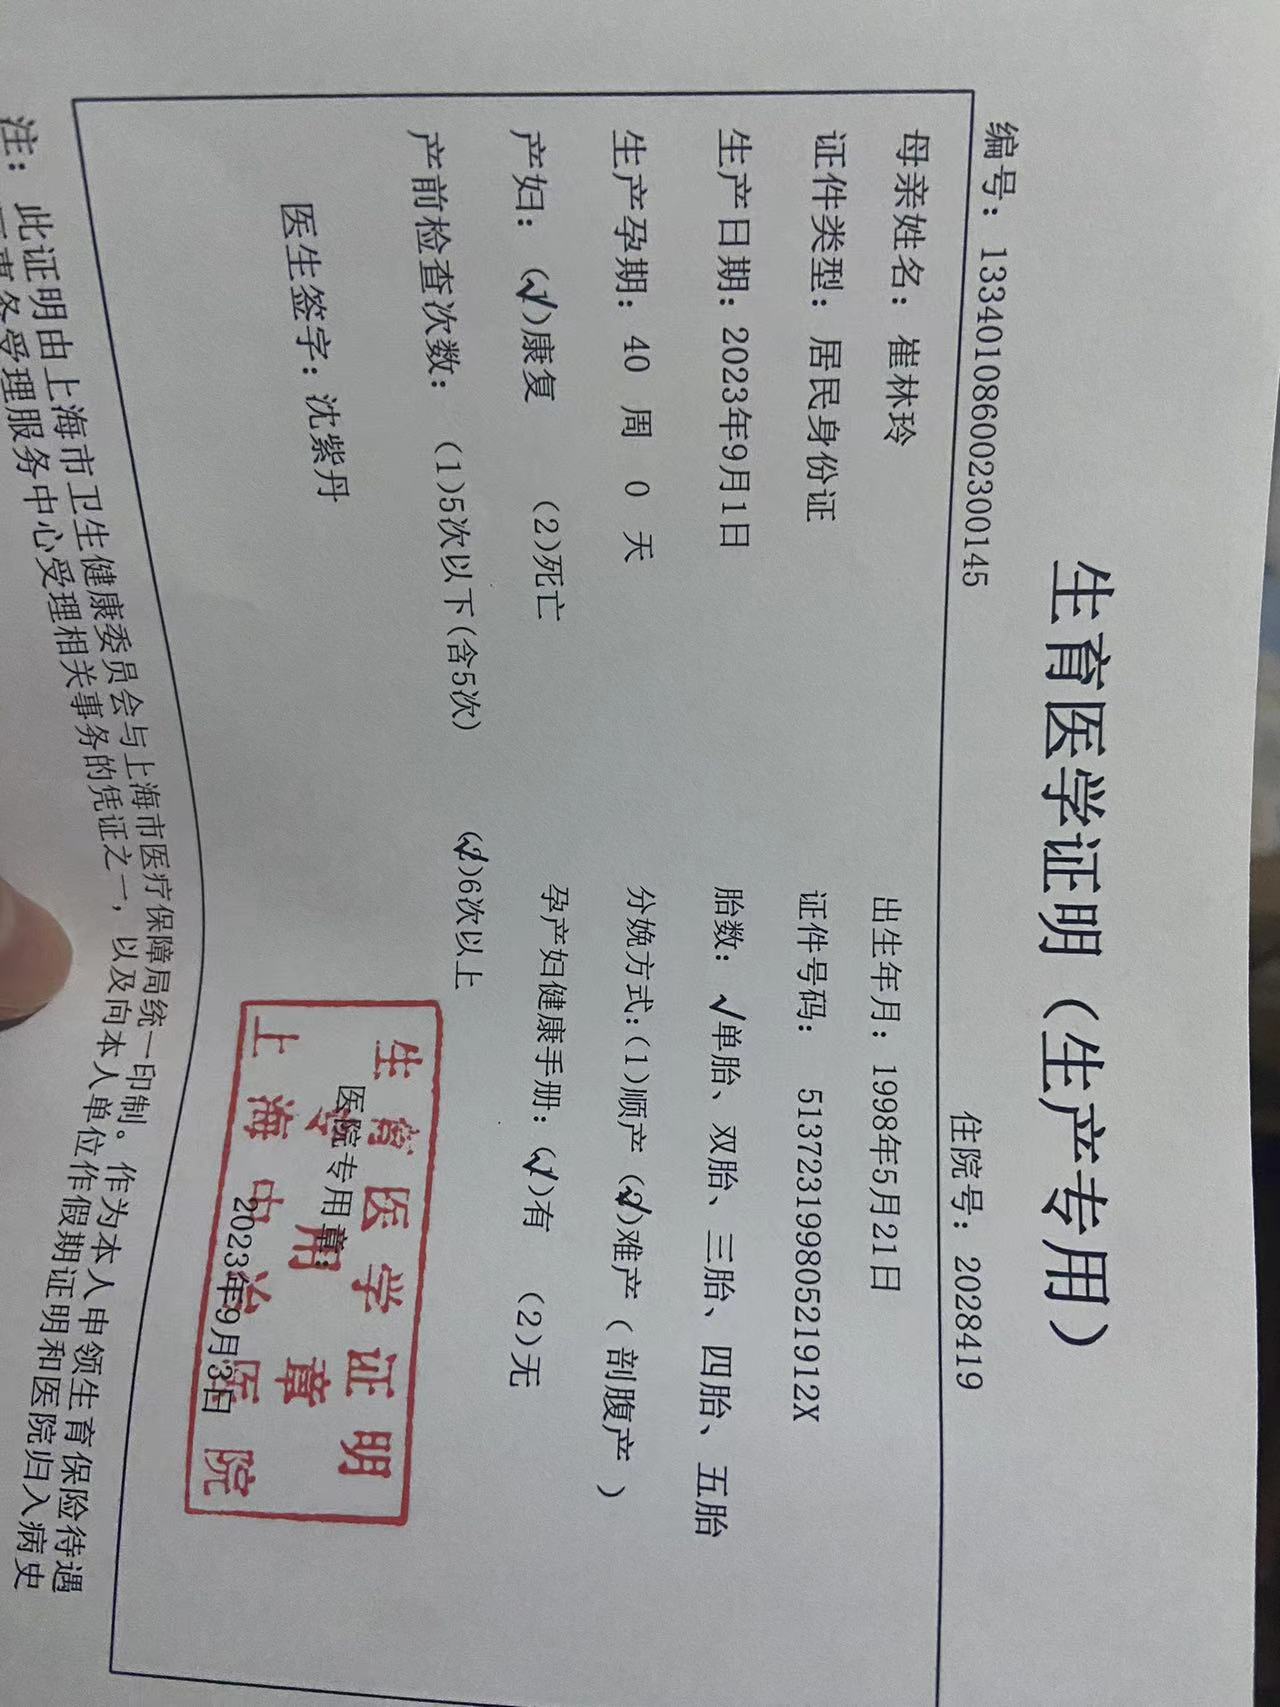 生育医学证明（生产专用）
编号：133401086002300145 住院号：2028419
母亲姓名：崔林玲 出生年月：1998年5月21日
证件类型：居民身份证 证件号码：51372319980521912X
生产日期：2023年9月1日 胎数：√单胎、双胎、三胎、四胎、五胎
生产孕期：40 周 0 天 分娩方式：(1)顺产 (2√)难产（剖腹产）
产妇：(1√)康复 (2)死亡 孕产妇健康手册：(1√)有 (2)无
产前检查次数：(1)5次以下(含5次) (2√)6次以上
医生签字：沈紫丹 医院专用章：
2023年9月3日
生育医学证明
专用章
上海中冶医院
注：此证明由上海市卫生健康委员会与上海市医疗保障局统一印制。作为本人申领生育保险待遇
事务受理服务中心受理相关事务的凭证之一，以及向本人单位作假期证明和医院归入病史